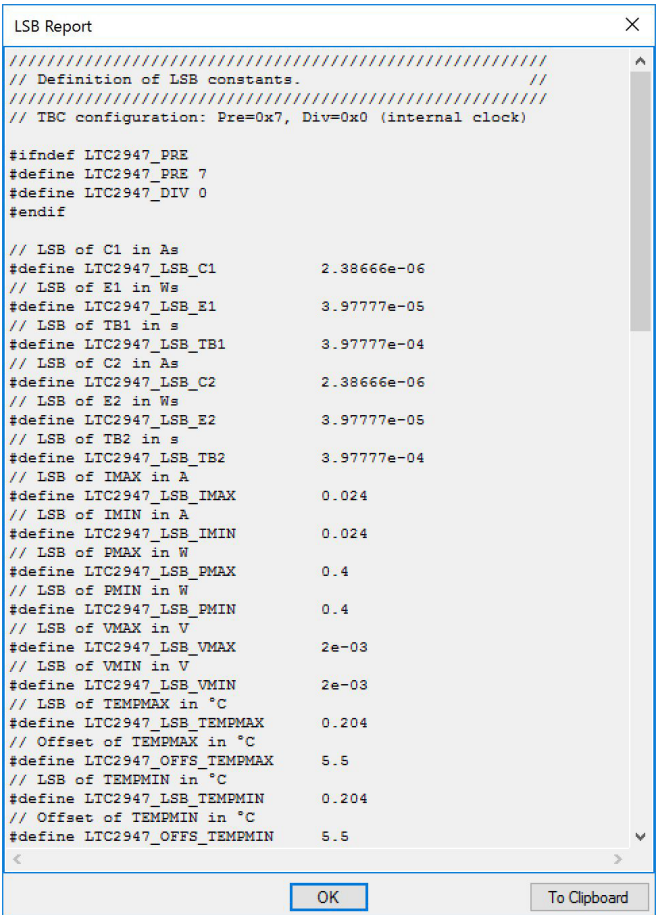 LSB Report
//////////////////////////////////////////////////////////
// Definition of LSB constants.                         //
//////////////////////////////////////////////////////////
// TBC configuration: Pre=0x7, Div=0x0 (internal clock)
#ifndef LTC2947_PRE
#define LTC2947_PRE 7
#define LTC2947_DIV 0
#endif
// LSB of C1 in As
#define LTC2947_LSB_C1 2.38666e-06
// LSB of E1 in Ws
#define LTC2947_LSB_E1 3.97777e-05
// LSB of TB1 in s
#define LTC2947_LSB_TB1 3.97777e-04
// LSB of C2 in As
#define LTC2947_LSB_C2 2.38666e-06
// LSB of E2 in Ws
#define LTC2947_LSB_E2 3.97777e-05
// LSB of TB2 in s
#define LTC2947_LSB_TB2 3.97777e-04
// LSB of IMAX in A
#define LTC2947_LSB_IMAX 0.024
// LSB of IMIN in A
#define LTC2947_LSB_IMIN 0.024
// LSB of PMAX in W
#define LTC2947_LSB_PMAX 0.4
// LSB of PMIN in W
#define LTC2947_LSB_PMIN 0.4
// LSB of VMAX in V
#define LTC2947_LSB_VMAX 2e-03
// LSB of VMIN in V
#define LTC2947_LSB_VMIN 2e-03
// LSB of TEMPMAX in °C
#define LTC2947_LSB_TEMPMAX 0.204
// Offset of TEMPMAX in °C
#define LTC2947_OFFS_TEMPMAX 5.5
// LSB of TEMPMIN in °C
#define LTC2947_LSB_TEMPMIN 0.204
// Offset of TEMPMIN in °C
#define LTC2947_OFFS_TEMPMIN 5.5
OK
To Clipboard